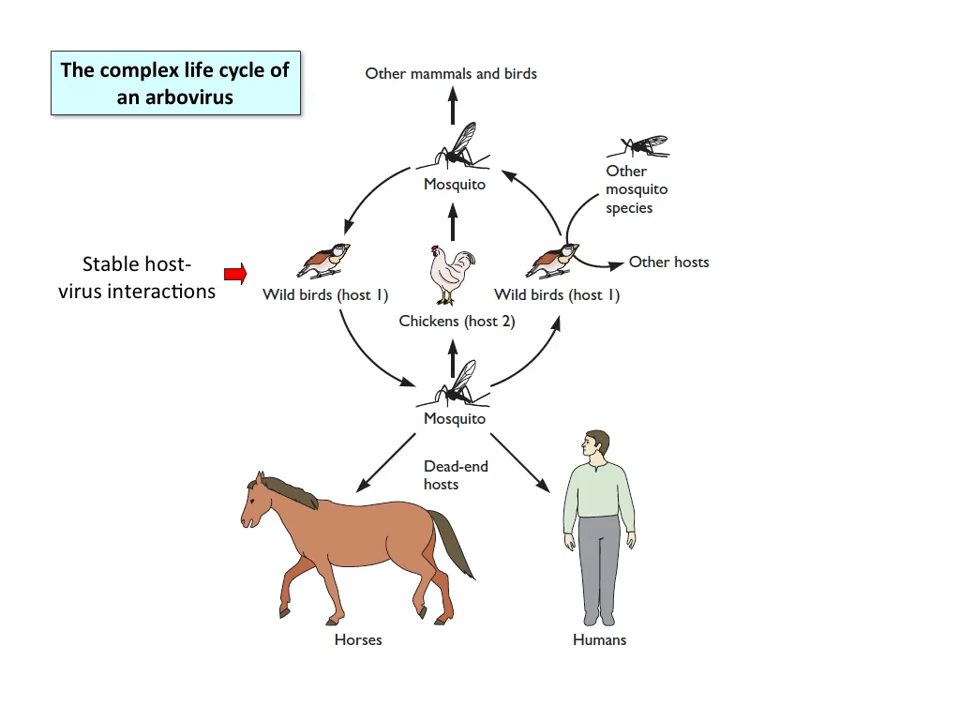 The complex life cycle of
an arbovirus
Other mammals and birds
Mosquito
Other
mosquito
species
Other hosts
Stable host-
virus interactions
Wild birds (host 1)
Wild birds (host 1)
Chickens (host 2)
Mosquito
Dead-end
hosts
Horses
Humans